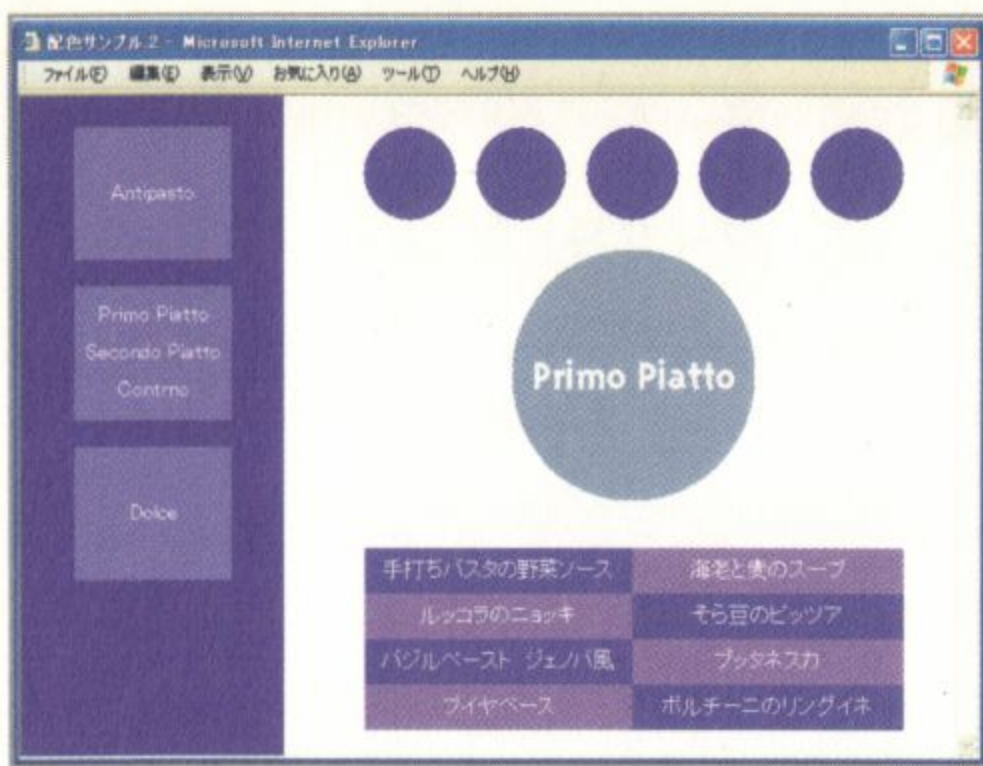 配色サンプル 2 - Microsoft Internet Explorer
ファイル(F) 編集(E) 表示(V) お気に入り(A) ツール(T) ヘルプ(H)
Antipasto
Primo Piatto
Secondo Piatto
Contrno
Dolce
Primo Piatto
手打ちパスタの野菜ソース 海老と麦のスープ
ルッコラのニョッキ そら豆のピッツア
バジルペースト ジェノバ風 プッタネスカ
ブイヤベース ポルチーニのリングイネ